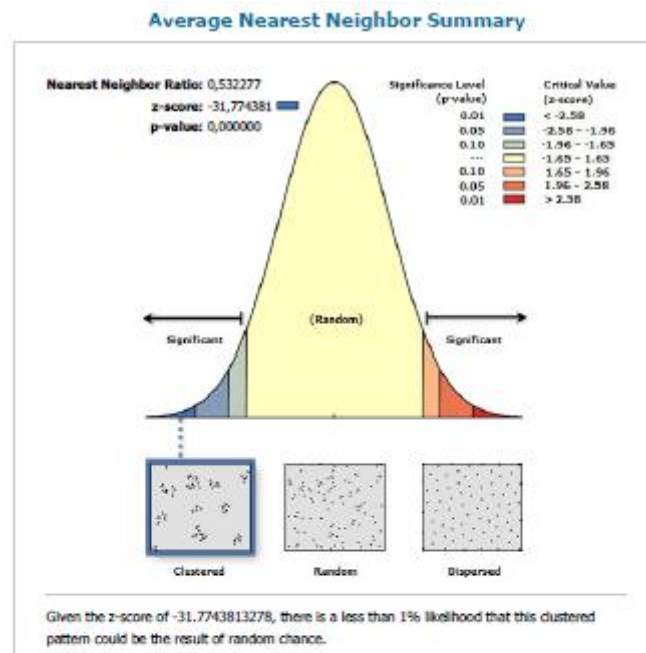 Average Nearest Neighbor Summary
Nearest Neighbor Ratio: 0,532277
z-score: -31,774381
p-value: 0,000000
Significance Level
(p-value)
Critical Value
(z-score)
0.01 < -2.58
0.05 -2.58 - -1.96
0.10 -1.96 - -1.65
--- -1.65 - 1.65
0.10 1.65 - 1.96
0.05 1.96 - 2.58
0.01 > 2.58
(Random)
Significant
Significant
Clustered
Random
Dispersed
Given the z-score of -31.7743813278, there is a less than 1% likelihood that this clustered
pattern could be the result of random chance.